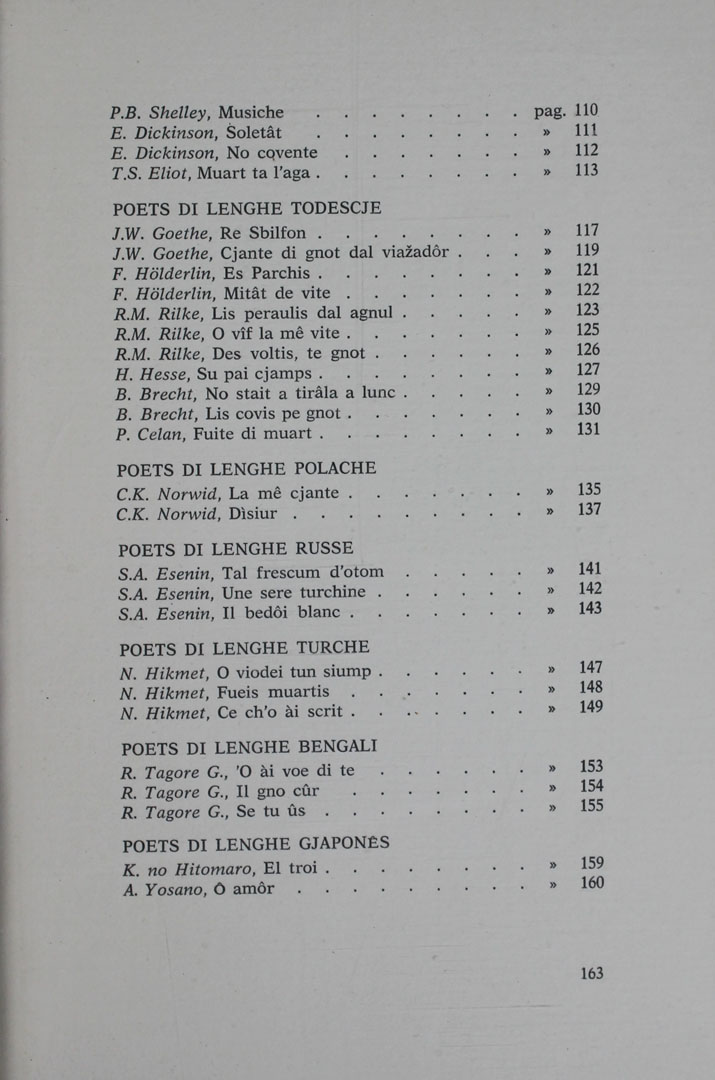 P.B. Shelley, Musiche . . . . . . . . pag. 110
E. Dickinson, Soletât . . . . . . . . » 111
E. Dickinson, No coventе . . . . . . . » 112
T.S. Eliot, Muart ta l'aga . . . . . . . . » 113
POETS DI LENGHE TODESCJE
J.W. Goethe, Re Sbilfon . . . . . . . . » 117
J.W. Goethe, Cjante di gnot dal viažadôr . . . » 119
F. Hölderlin, Es Parchis . . . . . . . . » 121
F. Hölderlin, Mitât de vite . . . . . . . » 122
R.M. Rilke, Lis peraulis dal agnul . . . . . » 123
R.M. Rilke, O vîf la mê vite . . . . . . . » 125
R.M. Rilke, Des voltis, te gnot . . . . . . » 126
H. Hesse, Su pai cjamps . . . . . . . . » 127
B. Brecht, No stait a tirâla a lunc . . . . . » 129
B. Brecht, Lis covis pe gnot . . . . . . . » 130
P. Celan, Fuite di muart . . . . . . . . » 131
POETS DI LENGHE POLACHE
C.K. Norwid, La mê cjante . . . . . . . » 135
C.K. Norwid, Dìsiur . . . . . . . . . » 137
POETS DI LENGHE RUSSE
S.A. Esenin, Tal frescum d'otom . . . . . » 141
S.A. Esenin, Une sere turchine . . . . . . » 142
S.A. Esenin, Il bedôi blanc . . . . . . . » 143
POETS DI LENGHE TURCHE
N. Hikmet, O viodei tun siump . . . . . . » 147
N. Hikmet, Fueis muartis . . . . . . . » 148
N. Hikmet, Ce ch'o ài scrit . . . . . . . » 149
POETS DI LENGHE BENGALI
R. Tagore G., 'O ài voe di te . . . . . . » 153
R. Tagore G., Il gno cûr . . . . . . . » 154
R. Tagore G., Se tu ûs . . . . . . . . » 155
POETS DI LENGHE GJAPONÊS
K. no Hitomaro, El troi . . . . . . . . » 159
A. Yosano, O amôr . . . . . . . . . » 160
163